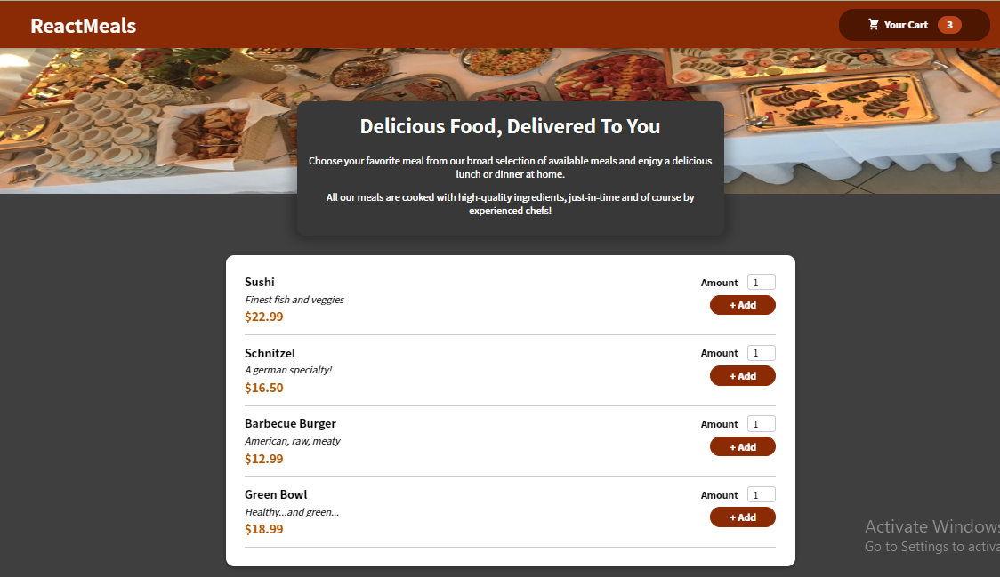 ReactMeals
Your Cart 3
Delicious Food, Delivered To You
Choose your favorite meal from our broad selection of available meals and enjoy a delicious
lunch or dinner at home.
All our meals are cooked with high-quality ingredients, just-in-time and of course by
experienced chefs!
Sushi
Finest fish and veggies
$22.99
Amount 1
+ Add
Schnitzel
A german specialty!
$16.50
Amount 1
+ Add
Barbecue Burger
American, raw, meaty
$12.99
Amount 1
+ Add
Green Bowl
Healthy...and green...
$18.99
Amount 1
+ Add
Activate Windows
Go to Settings to activa